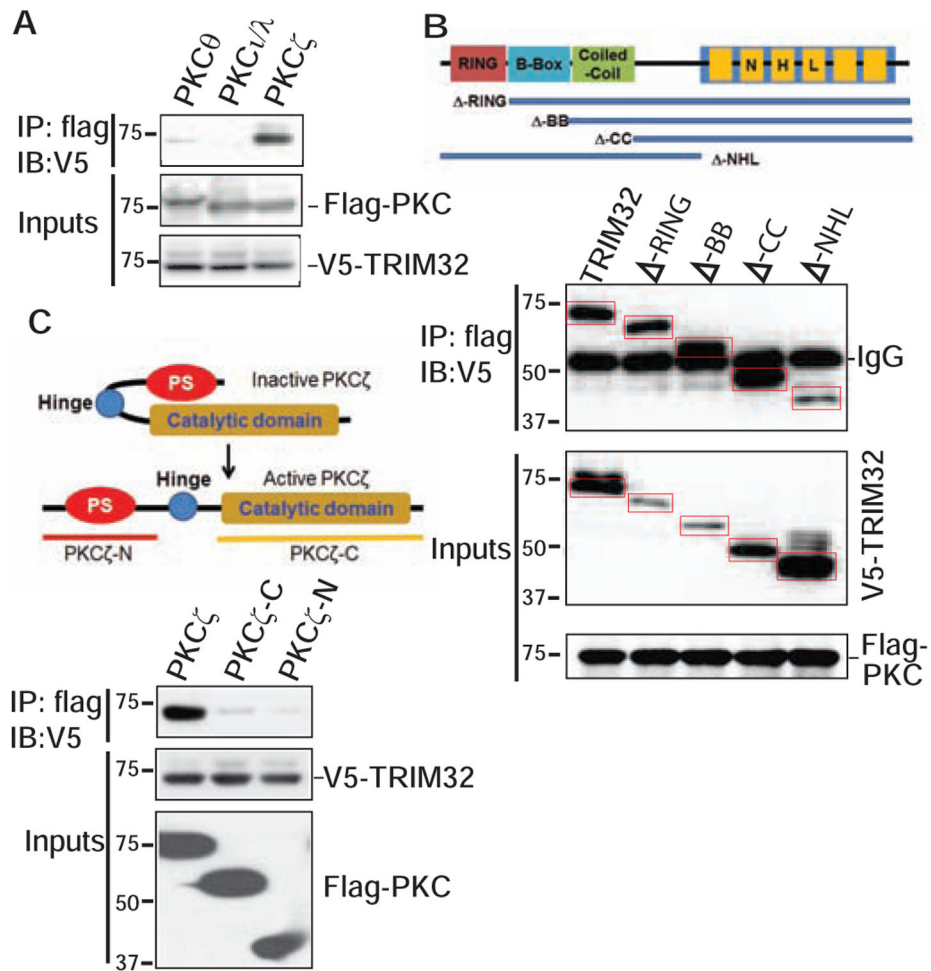 A
PKCθ
PKCι/λ
PKCζ
IP: flag
IB:V5
75
Inputs
75
Flag-PKC
75
V5-TRIM32
B
RING
B-Box
Coiled-
Coil
N
H
L
Δ-RING
Δ-BB
Δ-CC
Δ-NHL
TRIM32
Δ-RING
Δ-BB
Δ-CC
Δ-NHL
IP: flag
IB:V5
75
50
37
IgG
Inputs
75
50
37
V5-TRIM32
75
Flag-
PKC
C
PS
Inactive PKCζ
Hinge
Catalytic domain
Hinge
Active PKCζ
PS
Catalytic domain
PKCζ-N
PKCζ-C
PKCζ
PKCζ-C
PKCζ-N
IP: flag
IB:V5
75
75
V5-TRIM32
Inputs
75
50
37
Flag-PKC